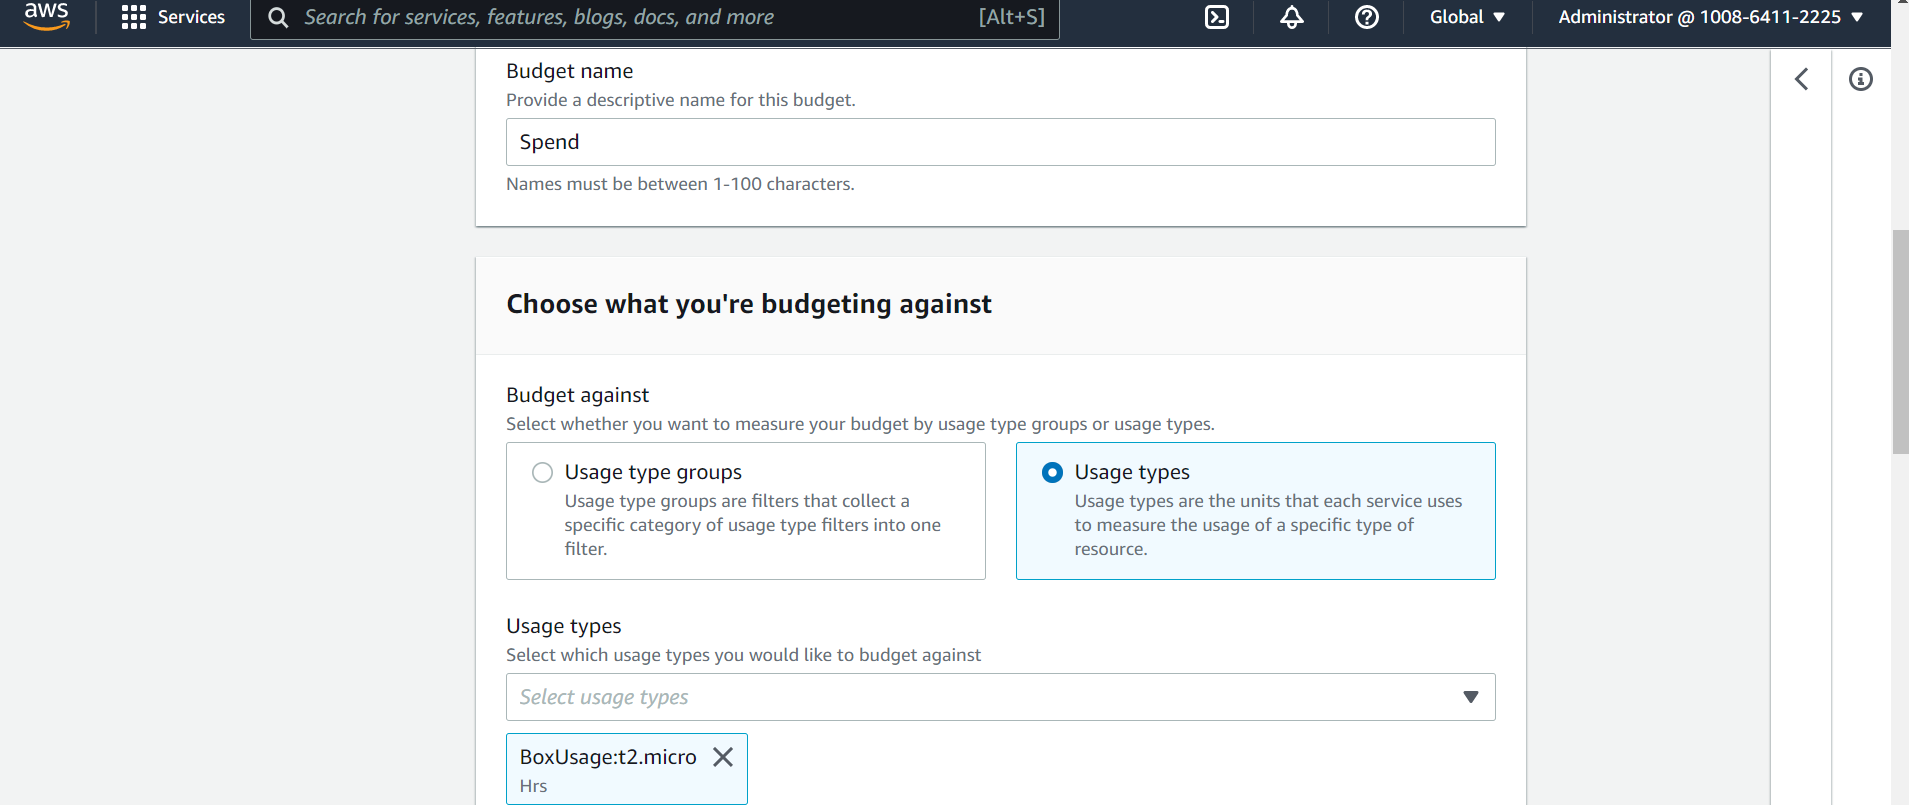 aws
Services
Search for services, features, blogs, docs, and more
[Alt+S]
Global
Administrator @ 1008-6411-2225
Budget name
Provide a descriptive name for this budget.
Spend
Names must be between 1-100 characters.
Choose what you're budgeting against
Budget against
Select whether you want to measure your budget by usage type groups or usage types.
Usage type groups
Usage type groups are filters that collect a
specific category of usage type filters into one
filter.
Usage types
Usage types are the units that each service uses
to measure the usage of a specific type of
resource.
Usage types
Select which usage types you would like to budget against
Select usage types
BoxUsage:t2.micro
Hrs